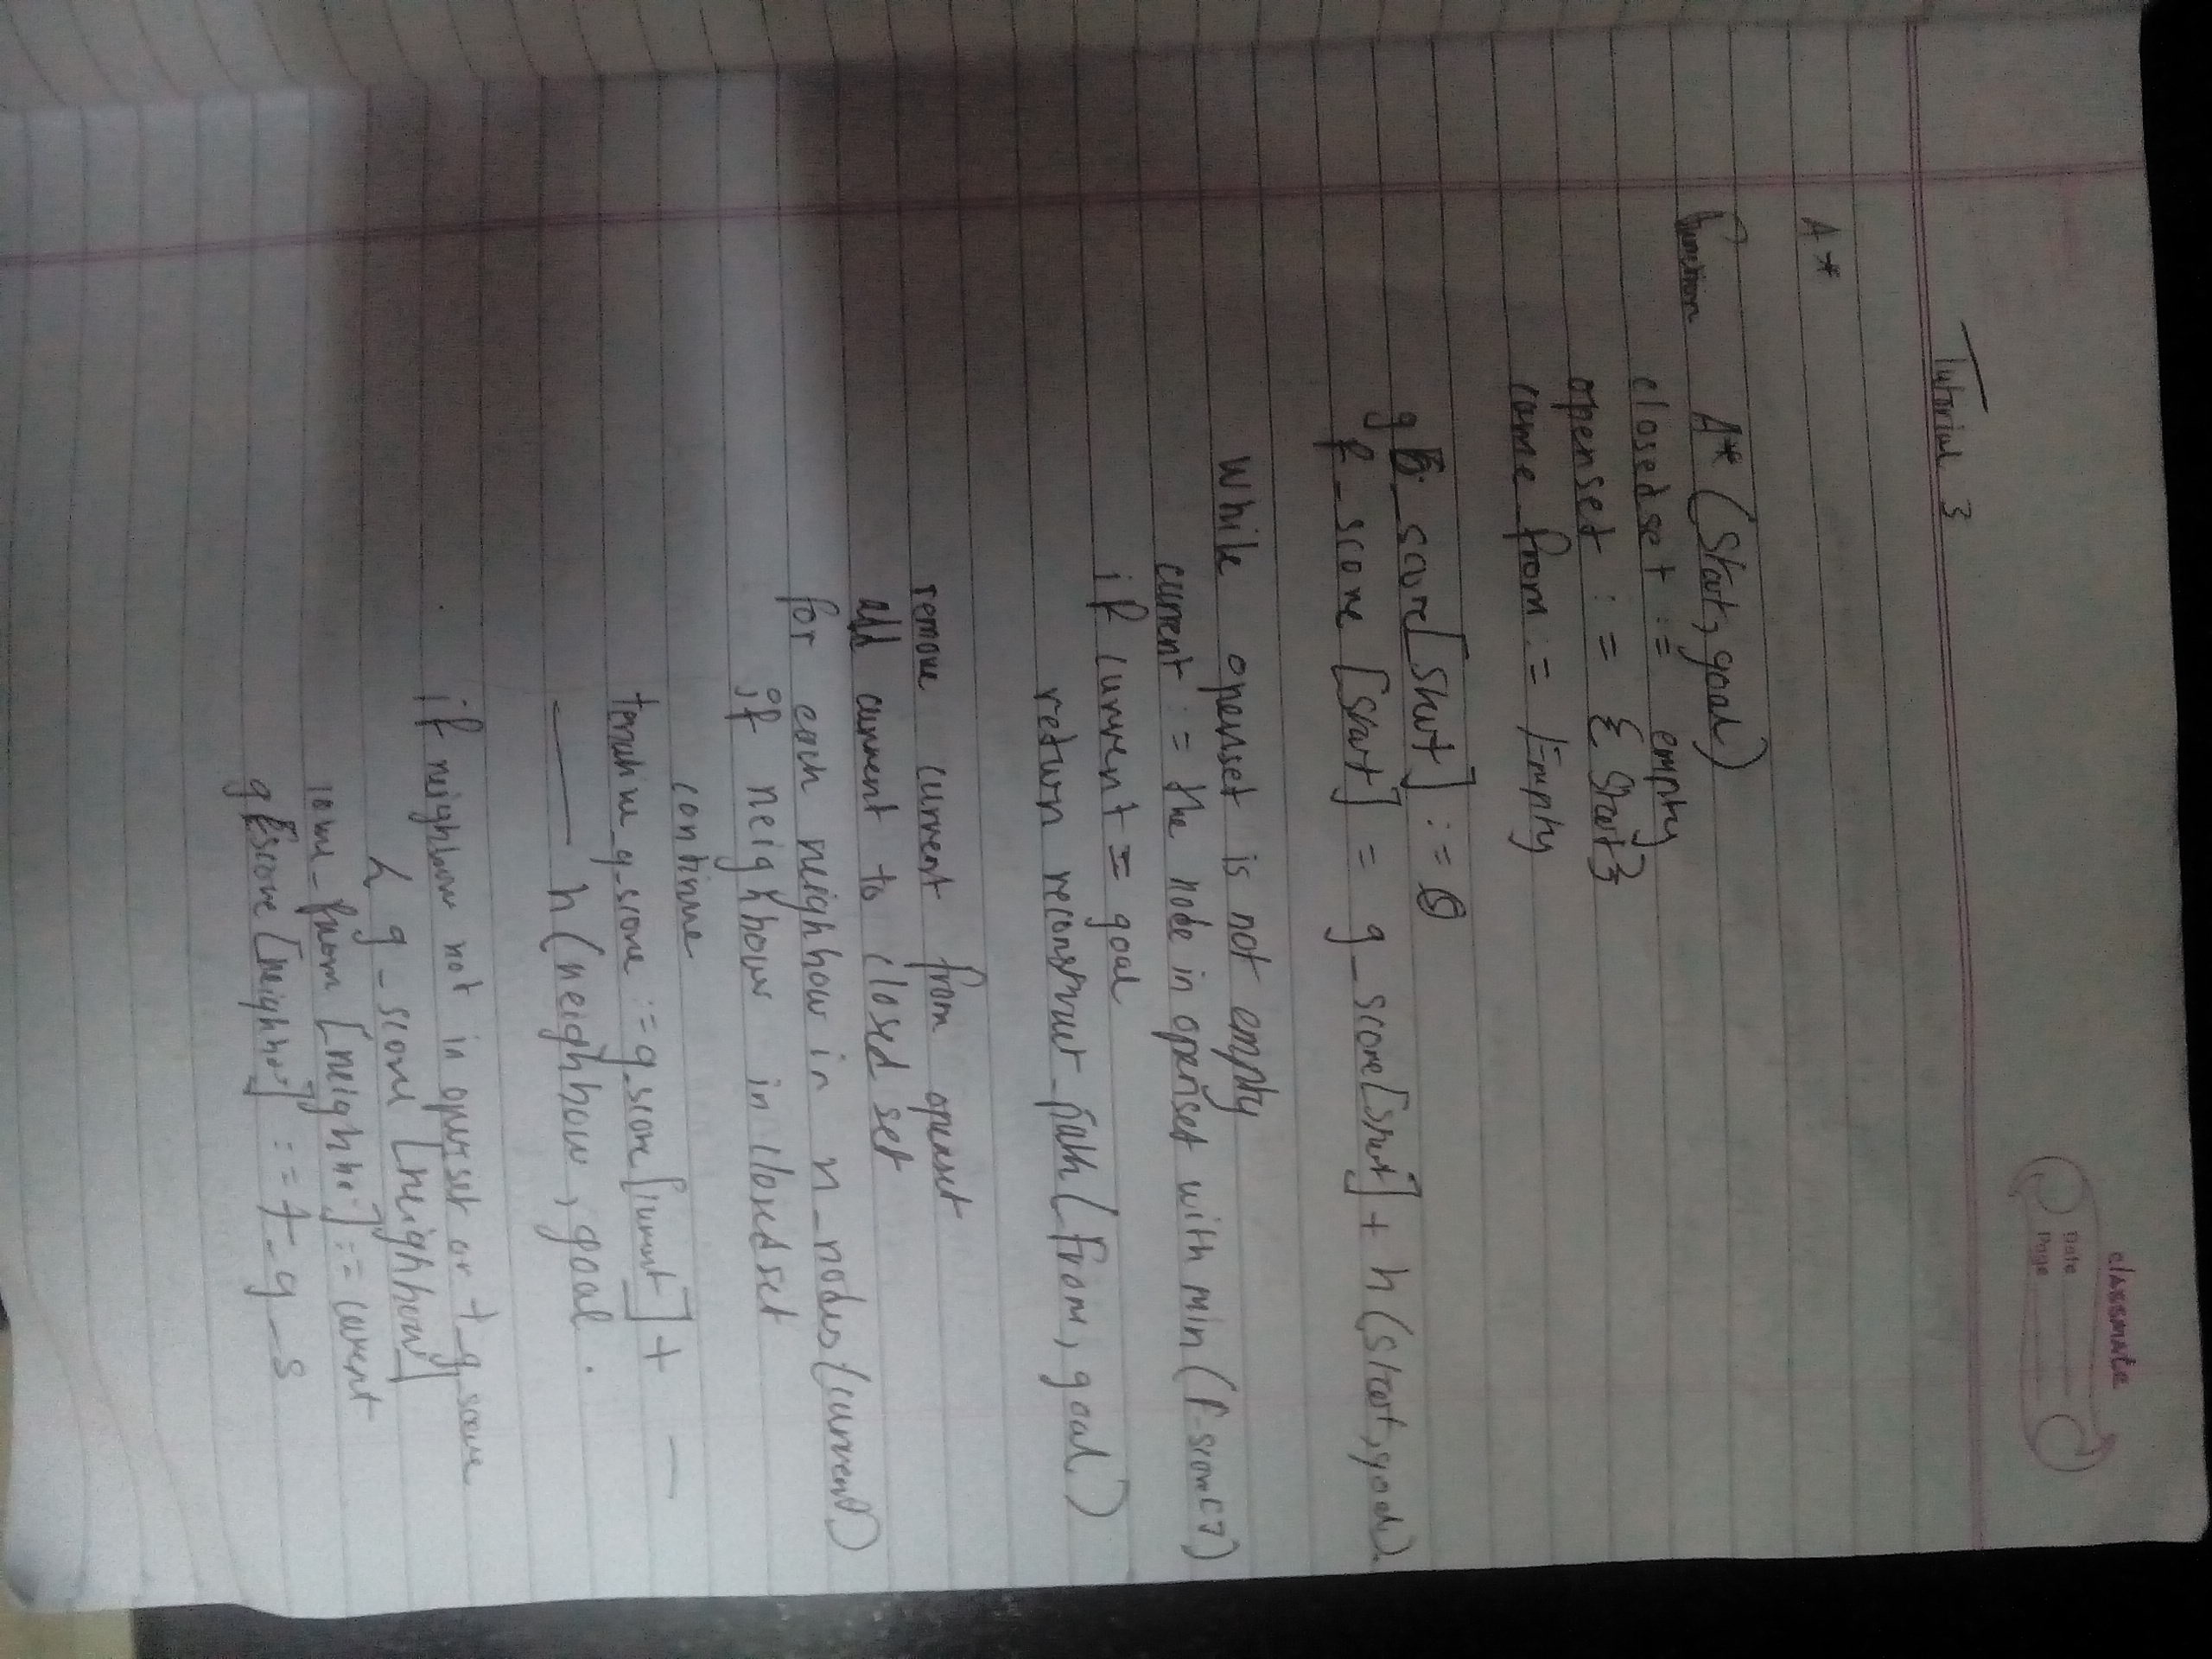 classmate
Date
Page
Tutorial 3
A*
function A* (Start, goal)
closedset := empty
openset := {Start}
came_from := Empty
g_score[Start] := 0
f_score [Start] = g_score[Start] + h (Start, goal).
While openset is not empty
current := the node in openset with min (f-score[])
if current = goal
return reconstruct_path (from, goal)
remove current from openset
add current to closed set
for each neighbour in n_nodes (current)
if neighbour in closed set
continue
:= g_score [current] + —
— h (neighbour, goal.
if neighbour not in openset or t_g_score
< g_score [neighbour]
came_from [neighbor] := current
g_score [neighbor] := t_g_s